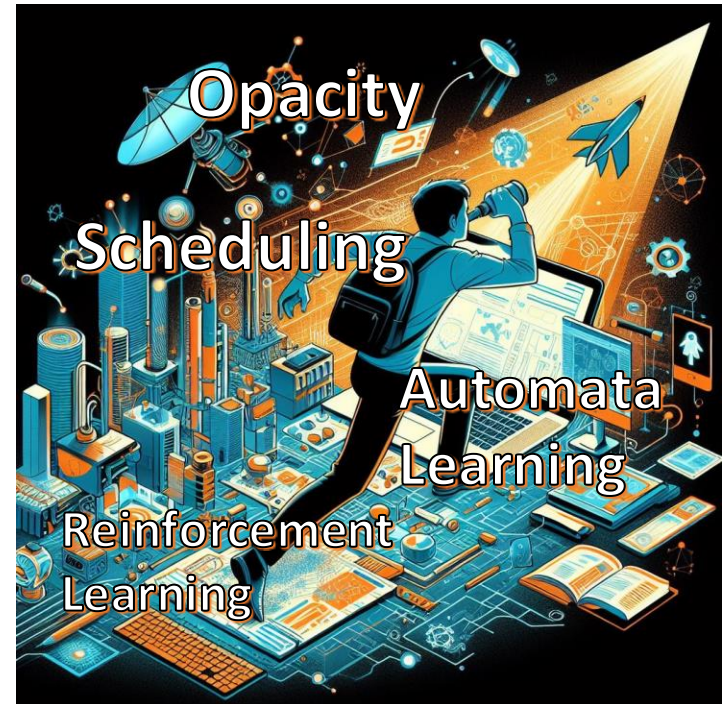 Opacity
Scheduling
Automata
Learning
Reinforcement
Learning